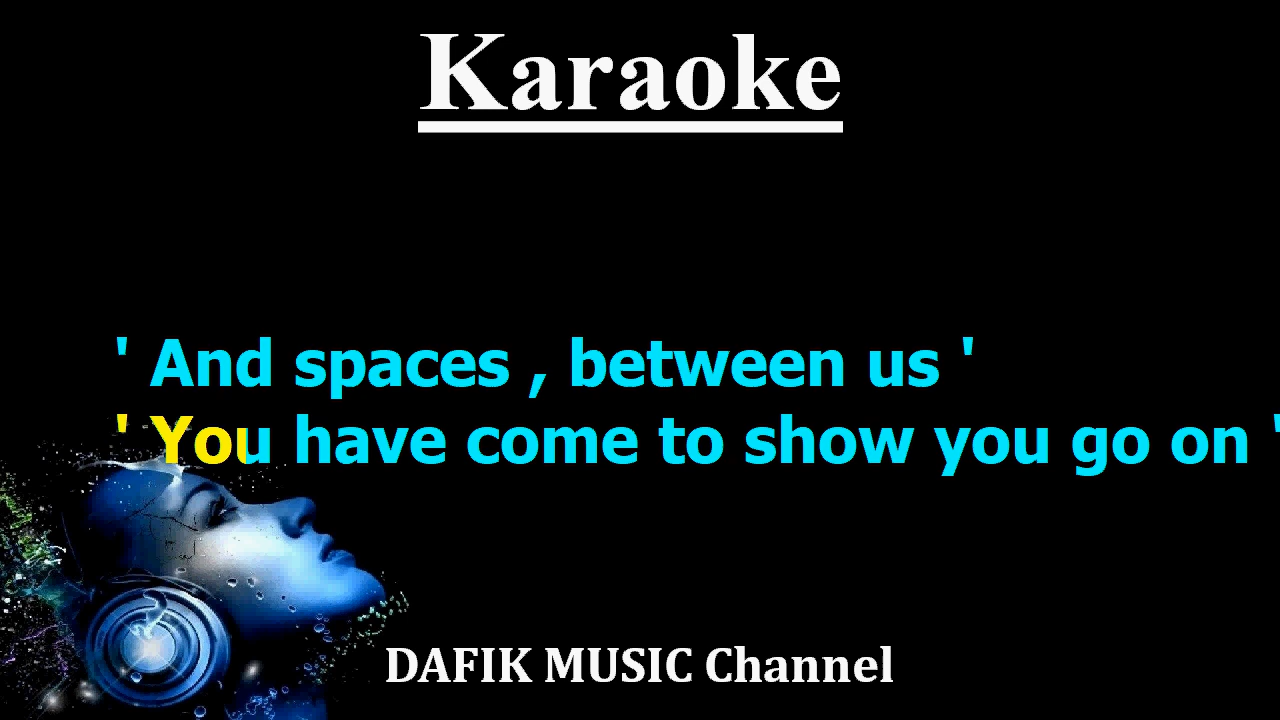 Karaoke
' And spaces , between us '
' You have come to show you go on '
DAFIK MUSIC Channel